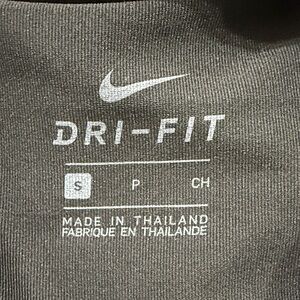 DRI-FIT
S P CH
MADE IN THAILAND
FABRIQUE EN THAILANDE